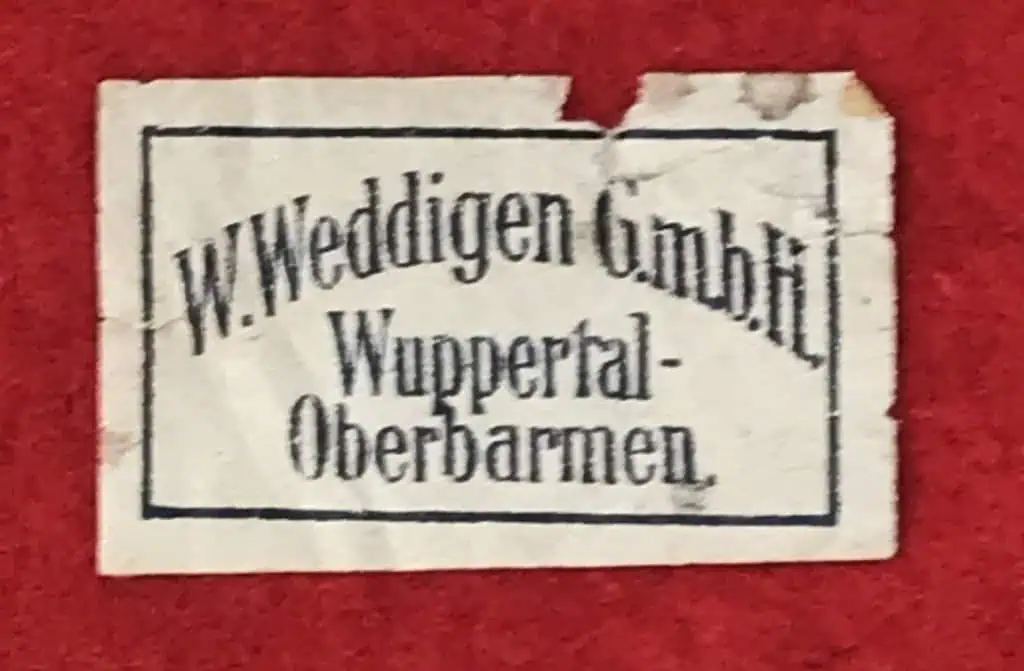 W. Weddigen G.m.b.H.,
Wuppertal-
Oberbarmen.